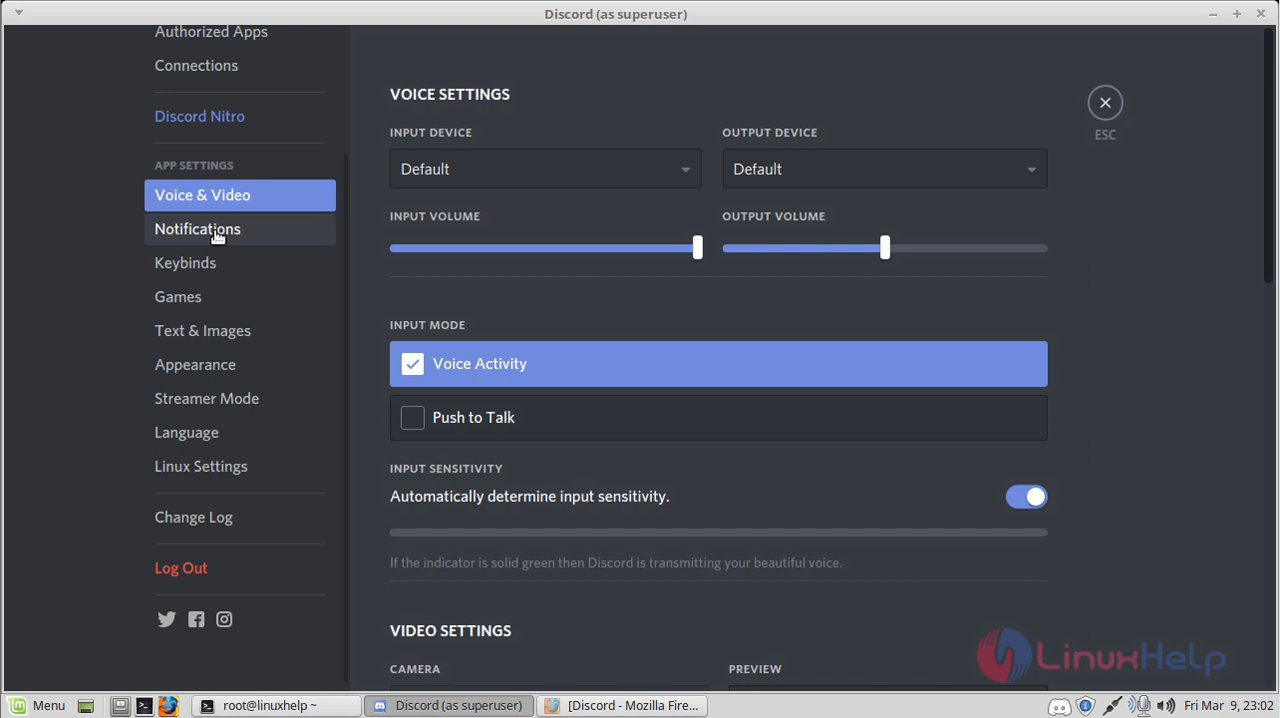 Discord (as superuser)
Authorized Apps
Connections
Discord Nitro
APP SETTINGS
Voice & Video
Notifications
Keybinds
Games
Text & Images
Appearance
Streamer Mode
Language
Linux Settings
Change Log
Log Out
VOICE SETTINGS
INPUT DEVICE
OUTPUT DEVICE
Default
Default
INPUT VOLUME
OUTPUT VOLUME
INPUT MODE
Voice Activity
Push to Talk
INPUT SENSITIVITY
Automatically determine input sensitivity.
If the indicator is solid green then Discord is transmitting your beautiful voice.
VIDEO SETTINGS
CAMERA
PREVIEW
ESC
LinuxHelp
Menu
root@linuxhelp ~
Discord (as superuser)
[Discord - Mozilla Fire...
Fri Mar 9, 23:02